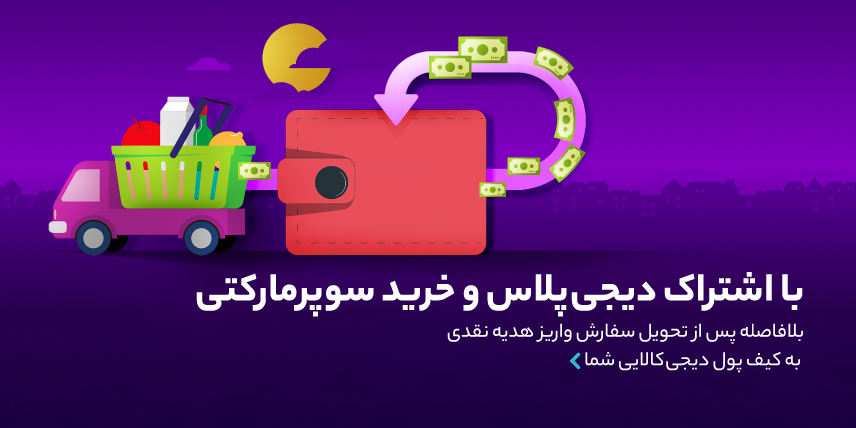 با اشتراک دیجی‌پلاس و خرید سوپرمارکتی
بلافاصله پس از تحویل سفارش واریز هدیه نقدی
به کیف پول دیجی‌کالایی شما